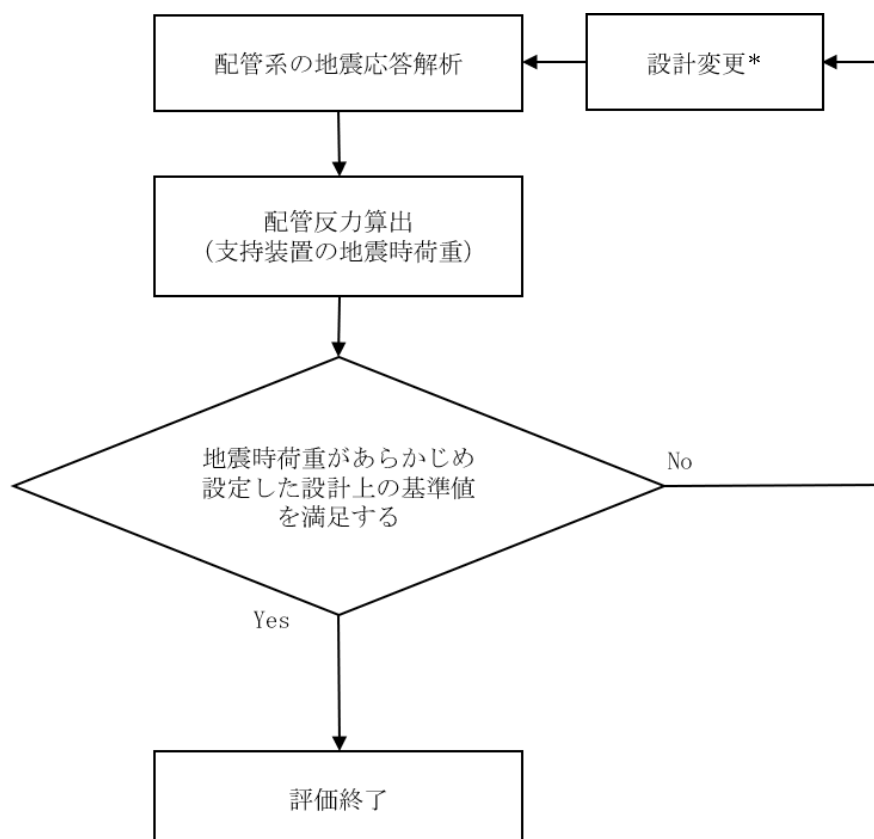 配管系の地震応答解析
設計変更*
配管反力算出
(支持装置の地震時荷重)
地震時荷重があらかじめ
設定した設計上の基準値
を満足する
No
Yes
評価終了